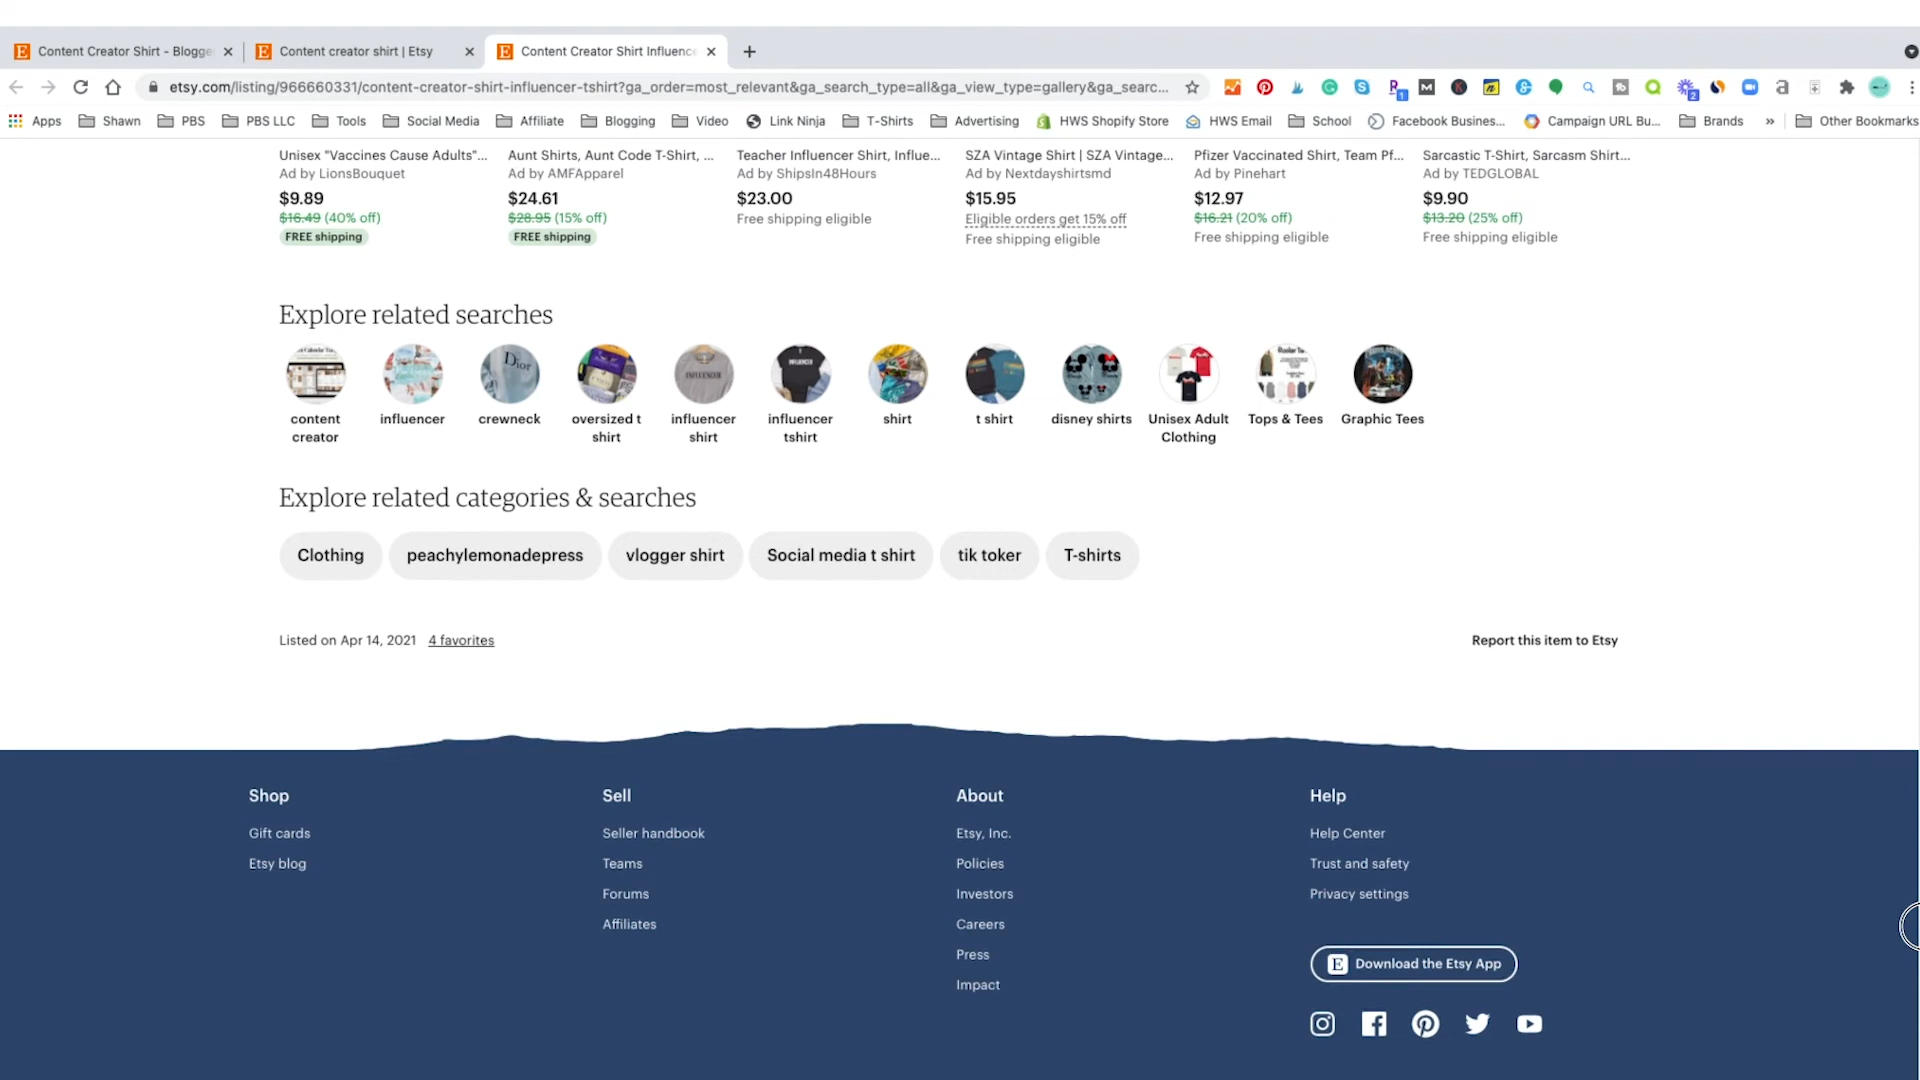 Content Creator Shirt - Blogge
Content creator shirt | Etsy
Content Creator Shirt Influenc
etsy.com/listing/966660331/content-creator-shirt-influencer-tshirt?ga_order=most_relevant&ga_search_type=all&ga_view_type=gallery&ga_searc...
Apps Shawn PBS PBS LLC Tools Social Media Affiliate Blogging Video Link Ninja T-Shirts Advertising HWS Shopify Store HWS Email School Facebook Busines... Campaign URL Bu... Brands » Other Bookmarks
Unisex "Vaccines Cause Adults"...
Ad by LionsBouquet
$9.89
$16.49 (40% off)
FREE shipping
Aunt Shirts, Aunt Code T-Shirt, ...
Ad by AMFApparel
$24.61
$28.95 (15% off)
FREE shipping
Teacher Influencer Shirt, Influe...
Ad by ShipsIn48Hours
$23.00
Free shipping eligible
SZA Vintage Shirt | SZA Vintage...
Ad by Nextdayshirtsmd
$15.95
Eligible orders get 15% off
Free shipping eligible
Pfizer Vaccinated Shirt, Team Pf...
Ad by Pinehart
$12.97
$16.21 (20% off)
Free shipping eligible
Sarcastic T-Shirt, Sarcasm Shirt...
Ad by TEDGLOBAL
$9.90
$13.20 (25% off)
Free shipping eligible
Explore related searches
Dior
INFLUENCER
INFLUENCER
content
creator
influencer
crewneck
oversized t
shirt
influencer
shirt
influencer
tshirt
shirt
t shirt
disney shirts
Unisex Adult
Clothing
Tops & Tees
Graphic Tees
Explore related categories & searches
Clothing
peachylemonadepress
vlogger shirt
Social media t shirt
tik toker
T-shirts
Listed on Apr 14, 2021 4 favorites
Report this item to Etsy
Shop
Gift cards
Etsy blog
Sell
Seller handbook
Teams
Forums
Affiliates
About
Etsy, Inc.
Policies
Investors
Careers
Press
Impact
Help
Help Center
Trust and safety
Privacy settings
E Download the Etsy App